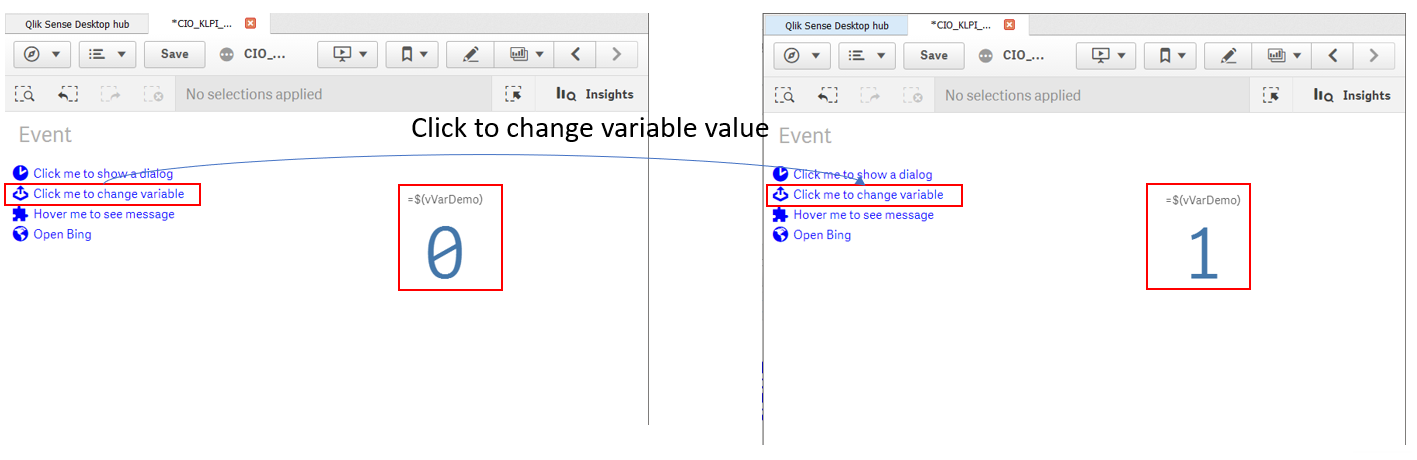 Qlik Sense Desktop hub
*CIO_KLPI_...
Save
CIO_...
No selections applied
Insights
Event
Click me to show a dialog
Click me to change variable
Hover me to see message
Open Bing
=$(vVarDemo)
0
Click to change variable value
Qlik Sense Desktop hub
*CIO_KLPI_...
Save
CIO_...
No selections applied
Insights
Event
Click me to show a dialog
Click me to change variable
Hover me to see message
Open Bing
=$(vVarDemo)
1